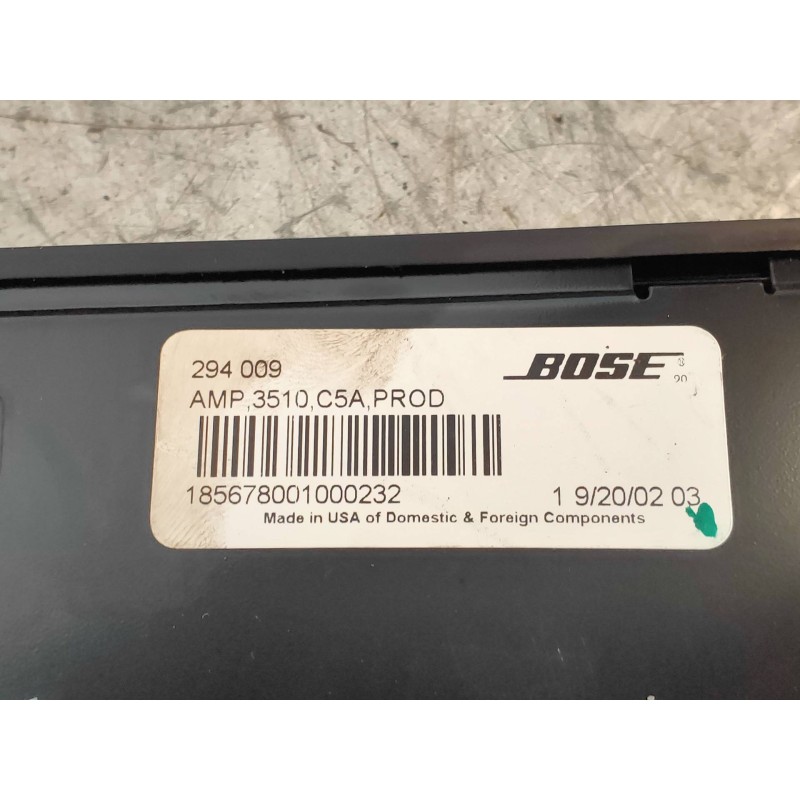 294 009
BOSE
AMP,3510,C5A,PROD
185678001000232 1 9/20/02 03
Made in USA of Domestic & Foreign Components